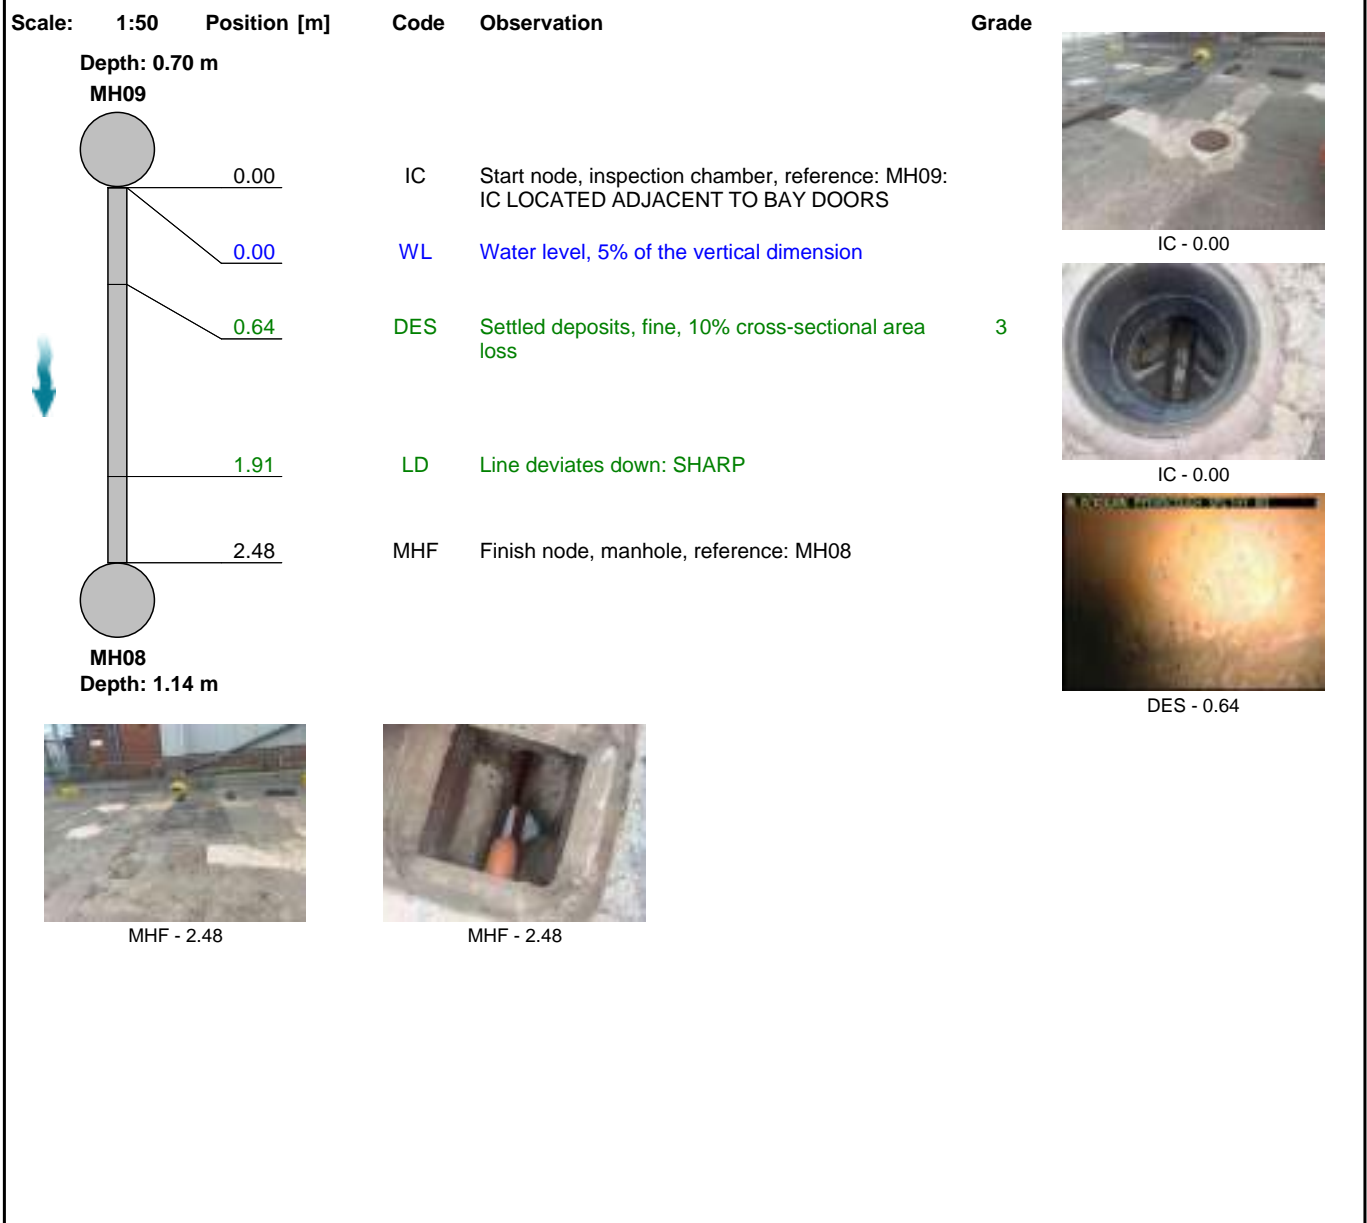 Scale: 1:50 Position [m] Code Observation Grade
Depth: 0.70 m
MH09
0.00 IC Start node, inspection chamber, reference: MH09:
IC LOCATED ADJACENT TO BAY DOORS
0.00 WL Water level, 5% of the vertical dimension
0.64 DES Settled deposits, fine, 10% cross-sectional area 3
loss
1.91 LD Line deviates down: SHARP
2.48 MHF Finish node, manhole, reference: MH08
MH08
Depth: 1.14 m
IC - 0.00
IC - 0.00
DES - 0.64
MHF - 2.48 MHF - 2.48